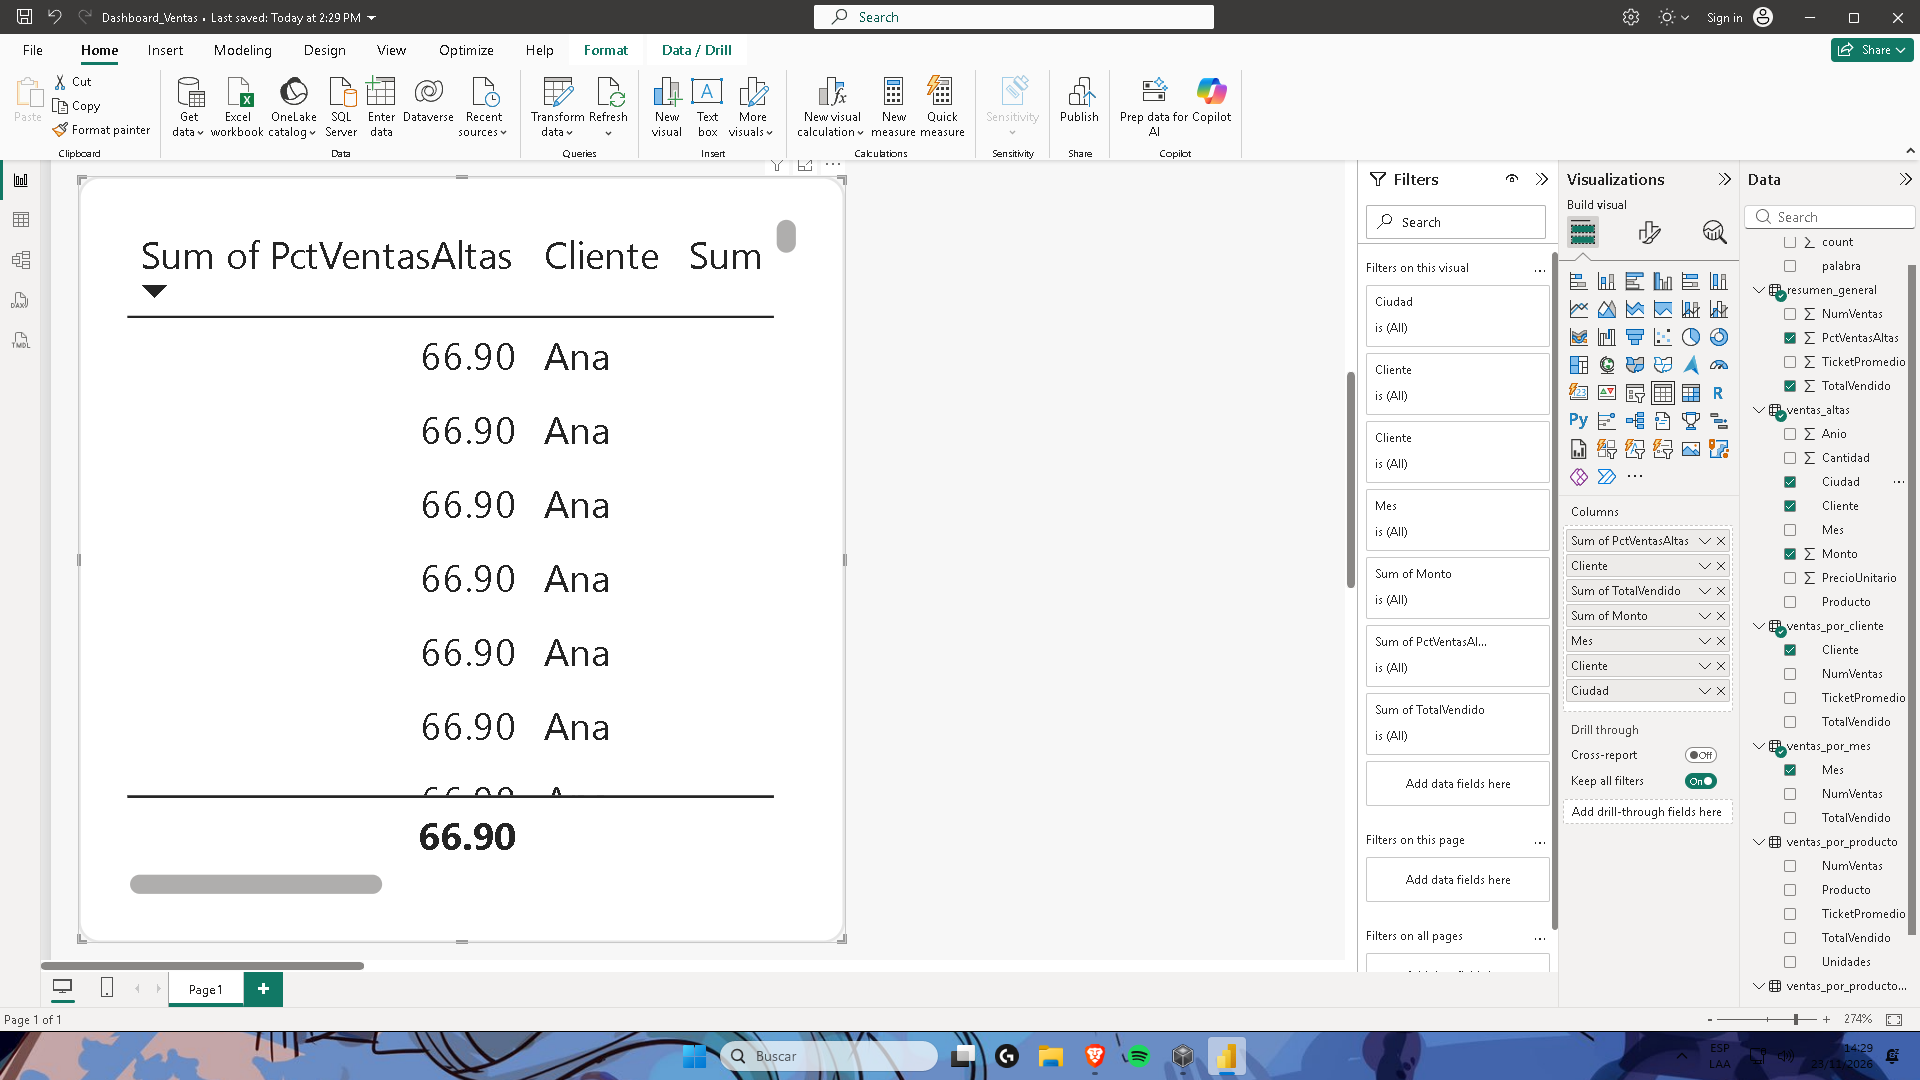 Dashboard_Ventas • Last saved: Today at 2:29 PM
Search
Sign in
File
Home
Insert
Modeling
Design
View
Optimize
Help
Format
Data / Drill
Share
Paste
Cut
Copy
Format painter
Clipboard
Get data
Excel workbook
OneLake catalog
SQL Server
Enter data
Dataverse
Recent sources
Data
Transform data
Refresh
Queries
New visual
Text box
More visuals
Insert
New visual calculation
New measure
Quick measure
Calculations
Sensitivity
Sensitivity
Publish
Share
Prep data for AI
Copilot
Copilot
DAX
TMDL
Sum of PctVentasAltas Cliente Sum
66.90 Ana
66.90 Ana
66.90 Ana
66.90 Ana
66.90 Ana
66.90 Ana
66.90
Filters
Search
Filters on this visual
Ciudad
is (All)
Cliente
is (All)
Cliente
is (All)
Mes
is (All)
Sum of Monto
is (All)
Sum of PctVentasAl...
is (All)
Sum of TotalVendido
is (All)
Add data fields here
Filters on this page
Add data fields here
Filters on all pages
Visualizations
Build visual
123
R
Py
Columns
Sum of PctVentasAltas
Cliente
Sum of TotalVendido
Sum of Monto
Mes
Cliente
Ciudad
Drill through
Cross-report
Off
Keep all filters
On
Add drill-through fields here
Data
Search
count
palabra
resumen_general
NumVentas
PctVentasAltas
TicketPromedio
TotalVendido
ventas_altas
Anio
Cantidad
Ciudad
Cliente
Mes
Monto
PrecioUnitario
Producto
ventas_por_cliente
Cliente
NumVentas
TicketPromedio
TotalVendido
ventas_por_mes
Mes
NumVentas
TotalVendido
ventas_por_producto
NumVentas
Producto
TicketPromedio
TotalVendido
Unidades
ventas_por_producto...
Page1
Page 1 of 1
274%
Buscar
ESP
LAA
14:29
23/11/2026